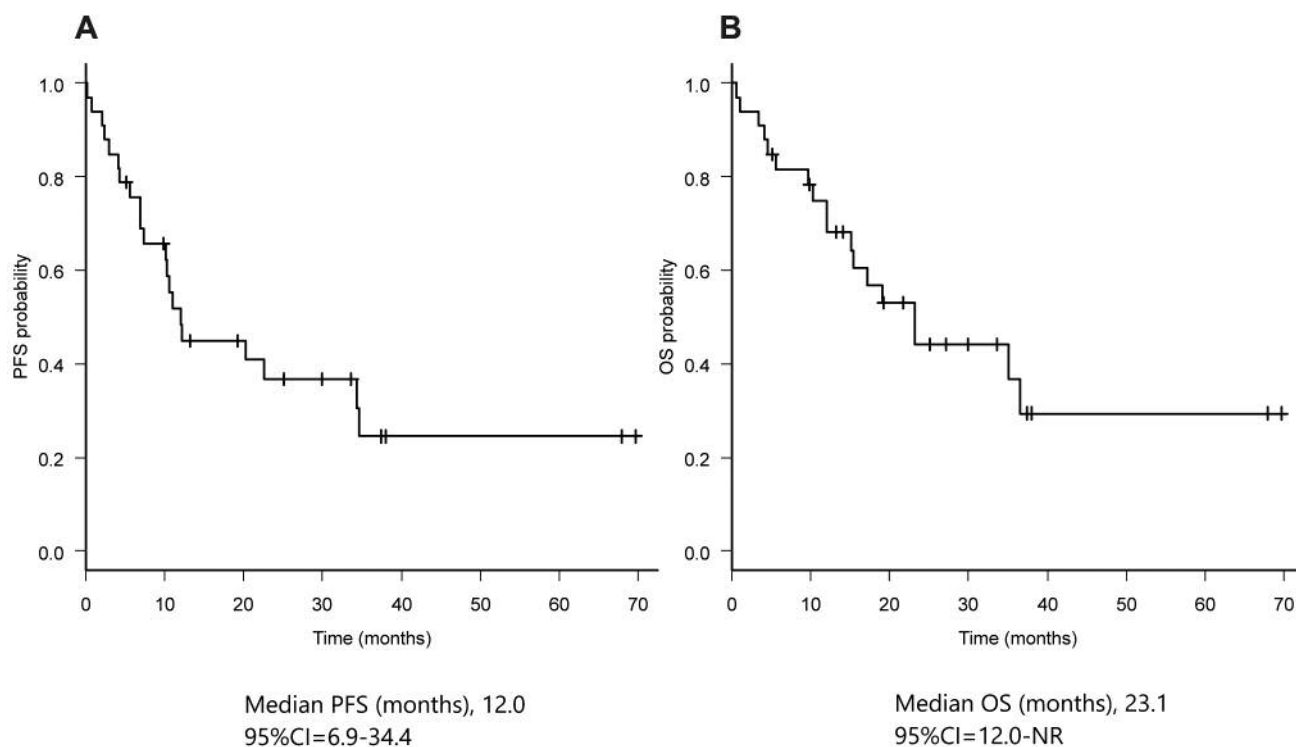 A
PFS probability
1.0
0.8
0.6
0.4
0.2
0.0
0 10 20 30 40 50 60 70
Time (months)
Median PFS (months), 12.0
95%CI=6.9-34.4
B
OS probability
1.0
0.8
0.6
0.4
0.2
0.0
0 10 20 30 40 50 60 70
Time (months)
Median OS (months), 23.1
95%CI=12.0-NR